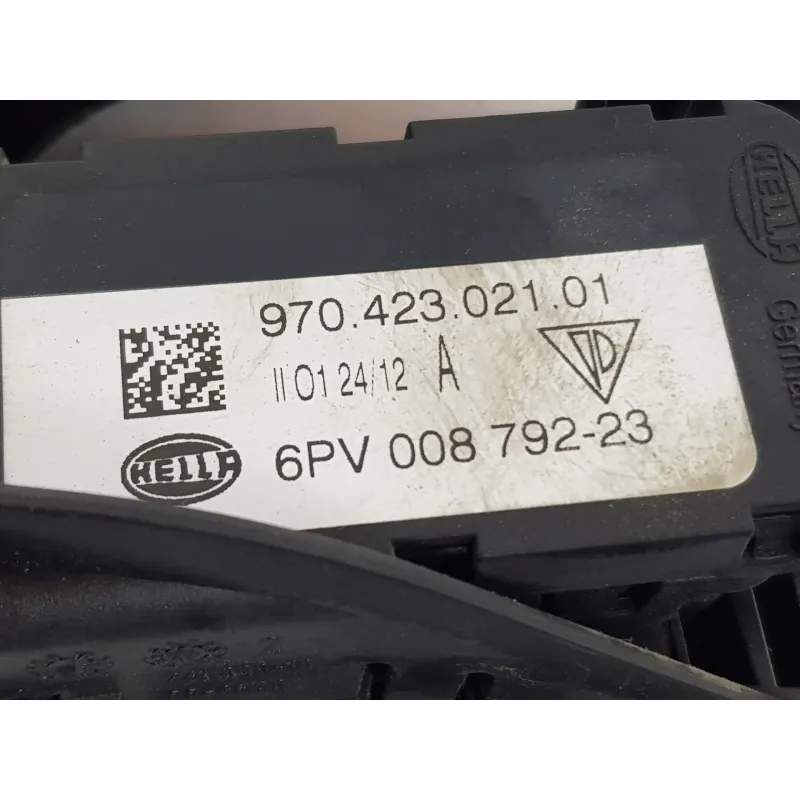 HELLA
Germany
970.423.021.01
II 01 24/12 A
HELLA
6PV 008 792-23